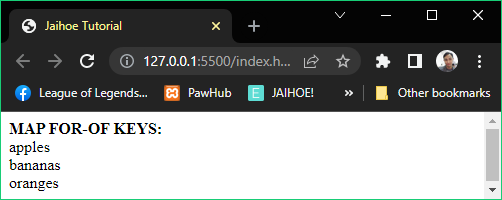 Jaihoe Tutorial
127.0.0.1:5500/index.h...
League of Legends...
PawHub
E
JAIHOE!
Other bookmarks
MAP FOR-OF KEYS:
apples
bananas
oranges